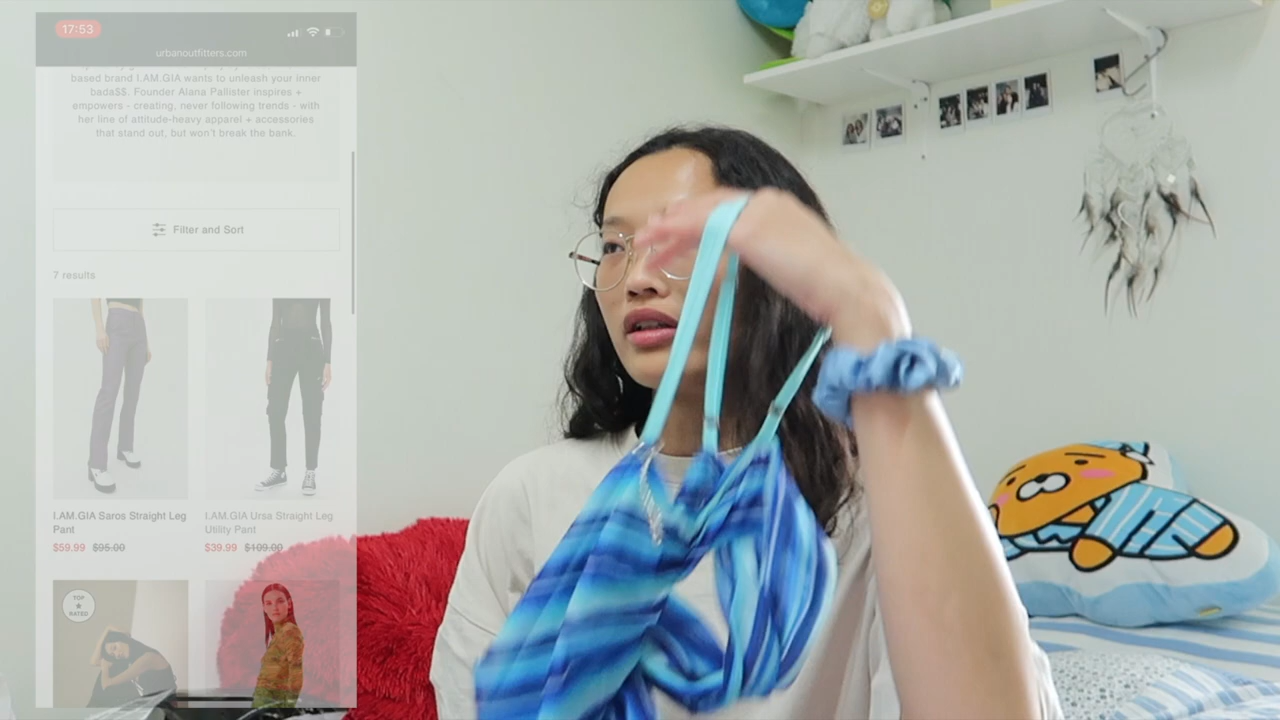 17:53
urbanoutfitters.com
based brand I.AM.GIA wants to unleash your inner
bada$$. Founder Alana Pallister inspires +
empowers - creating, never following trends - with
her line of attitude-heavy apparel + accessories
that stand out, but won't break the bank.
Filter and Sort
7 results
I.AM.GIA Saros Straight Leg
Pant
$59.99 $95.00
I.AM.GIA Ursa Straight Leg
Utility Pant
$39.99 $109.00
TOP
RATED